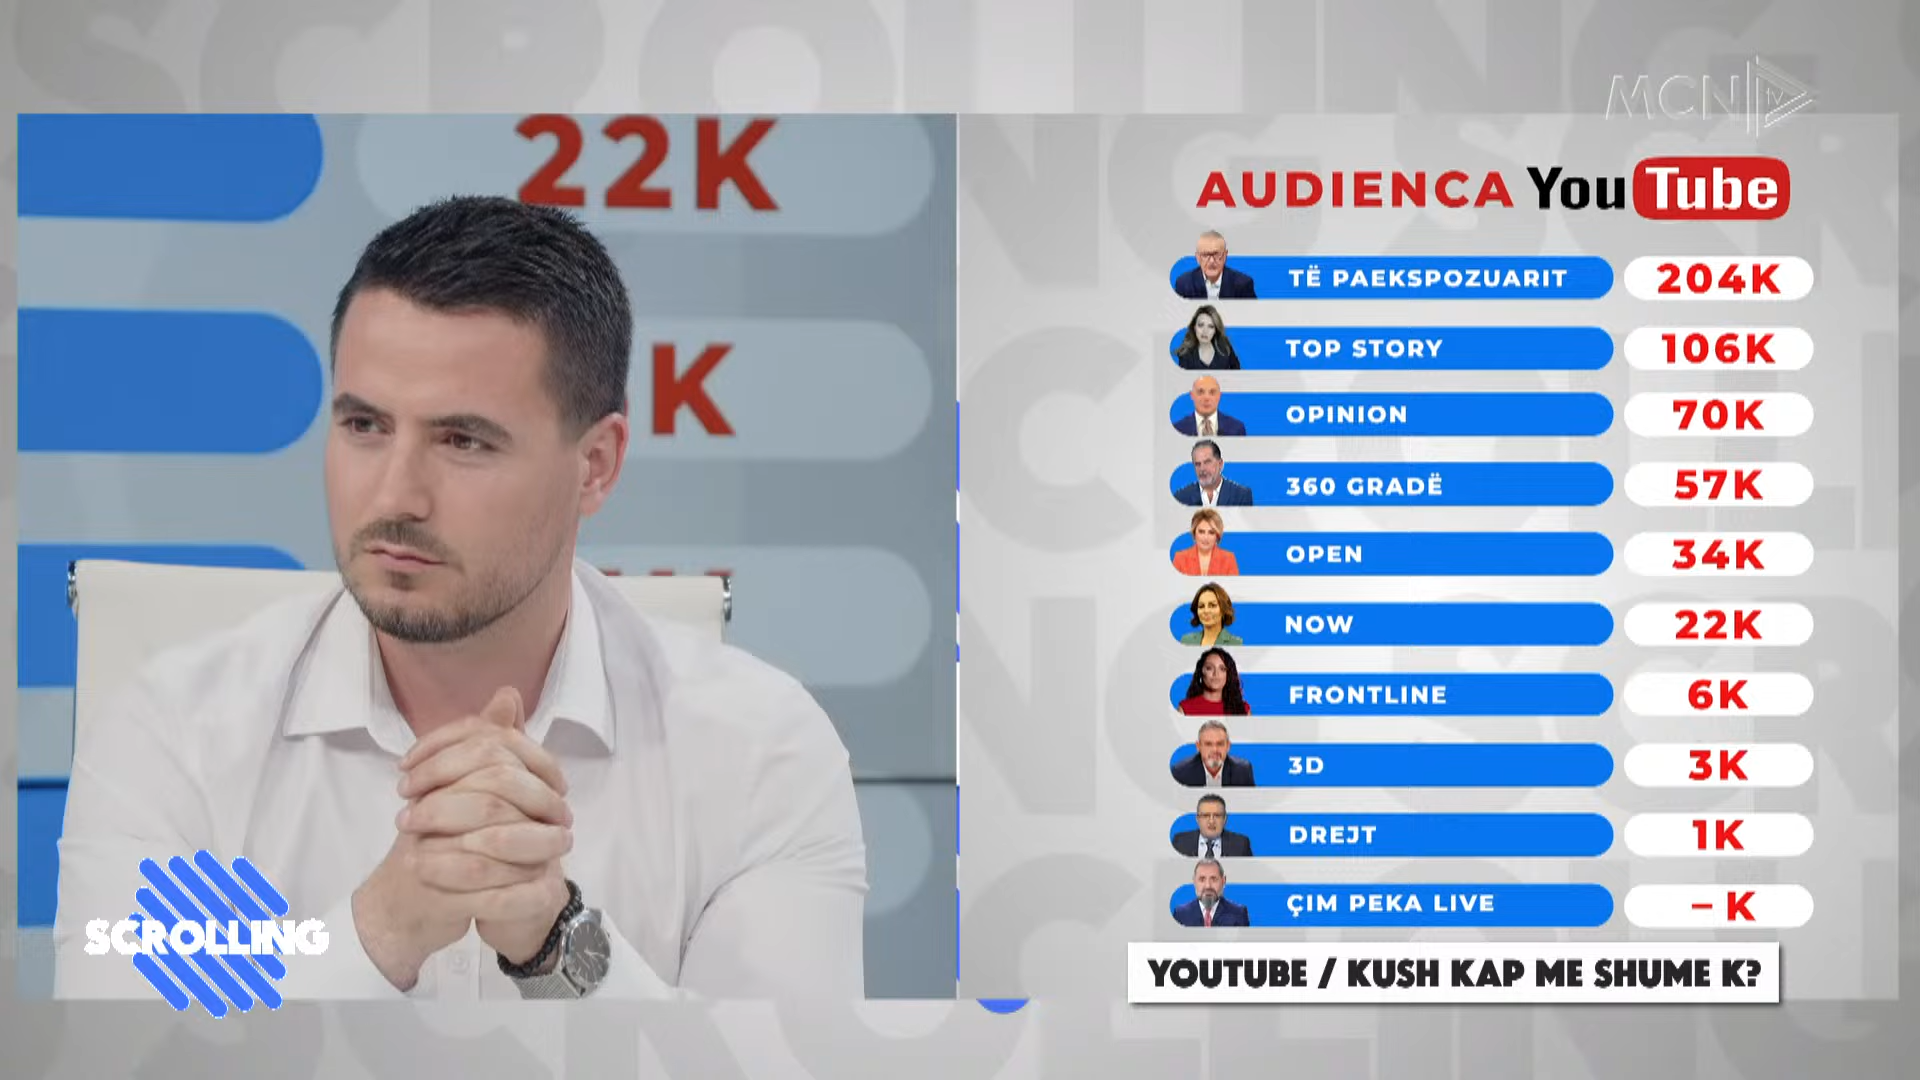 MCN TV
22K
K
AUDIENCA YouTube
TË PAEKSPOZUARIT 204K
TOP STORY 106K
OPINION 70K
360 GRADË 57K
OPEN 34K
NOW 22K
FRONTLINE 6K
3D 3K
DREJT 1K
ÇIM PEKA LIVE – K
SCROLLING
YOUTUBE / KUSH KAP ME SHUME K?